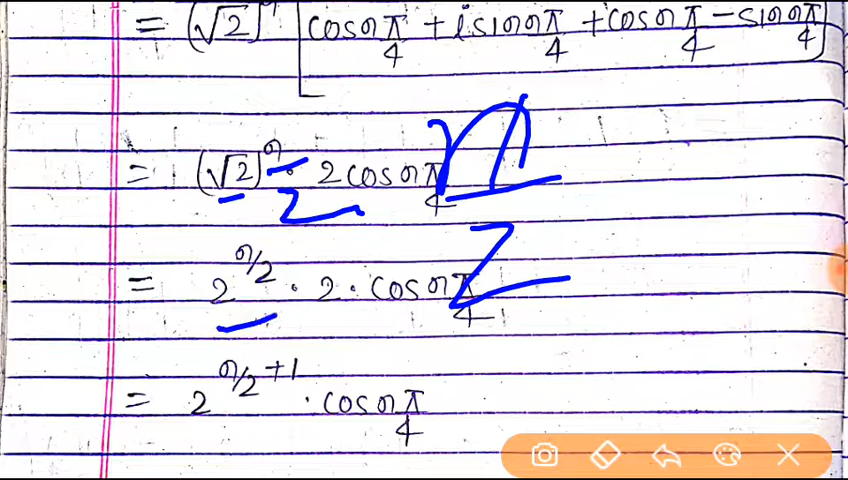 = (√2)ⁿ [cos nπ/4 + i sin nπ/4 + cos nπ/4 - sin nπ/4]
= (√2)ⁿ · 2 cos nπ/4
n/2
= 2^(n/2) · 2 · cos nπ/4
= 2^(n/2 + 1) · cos nπ/4